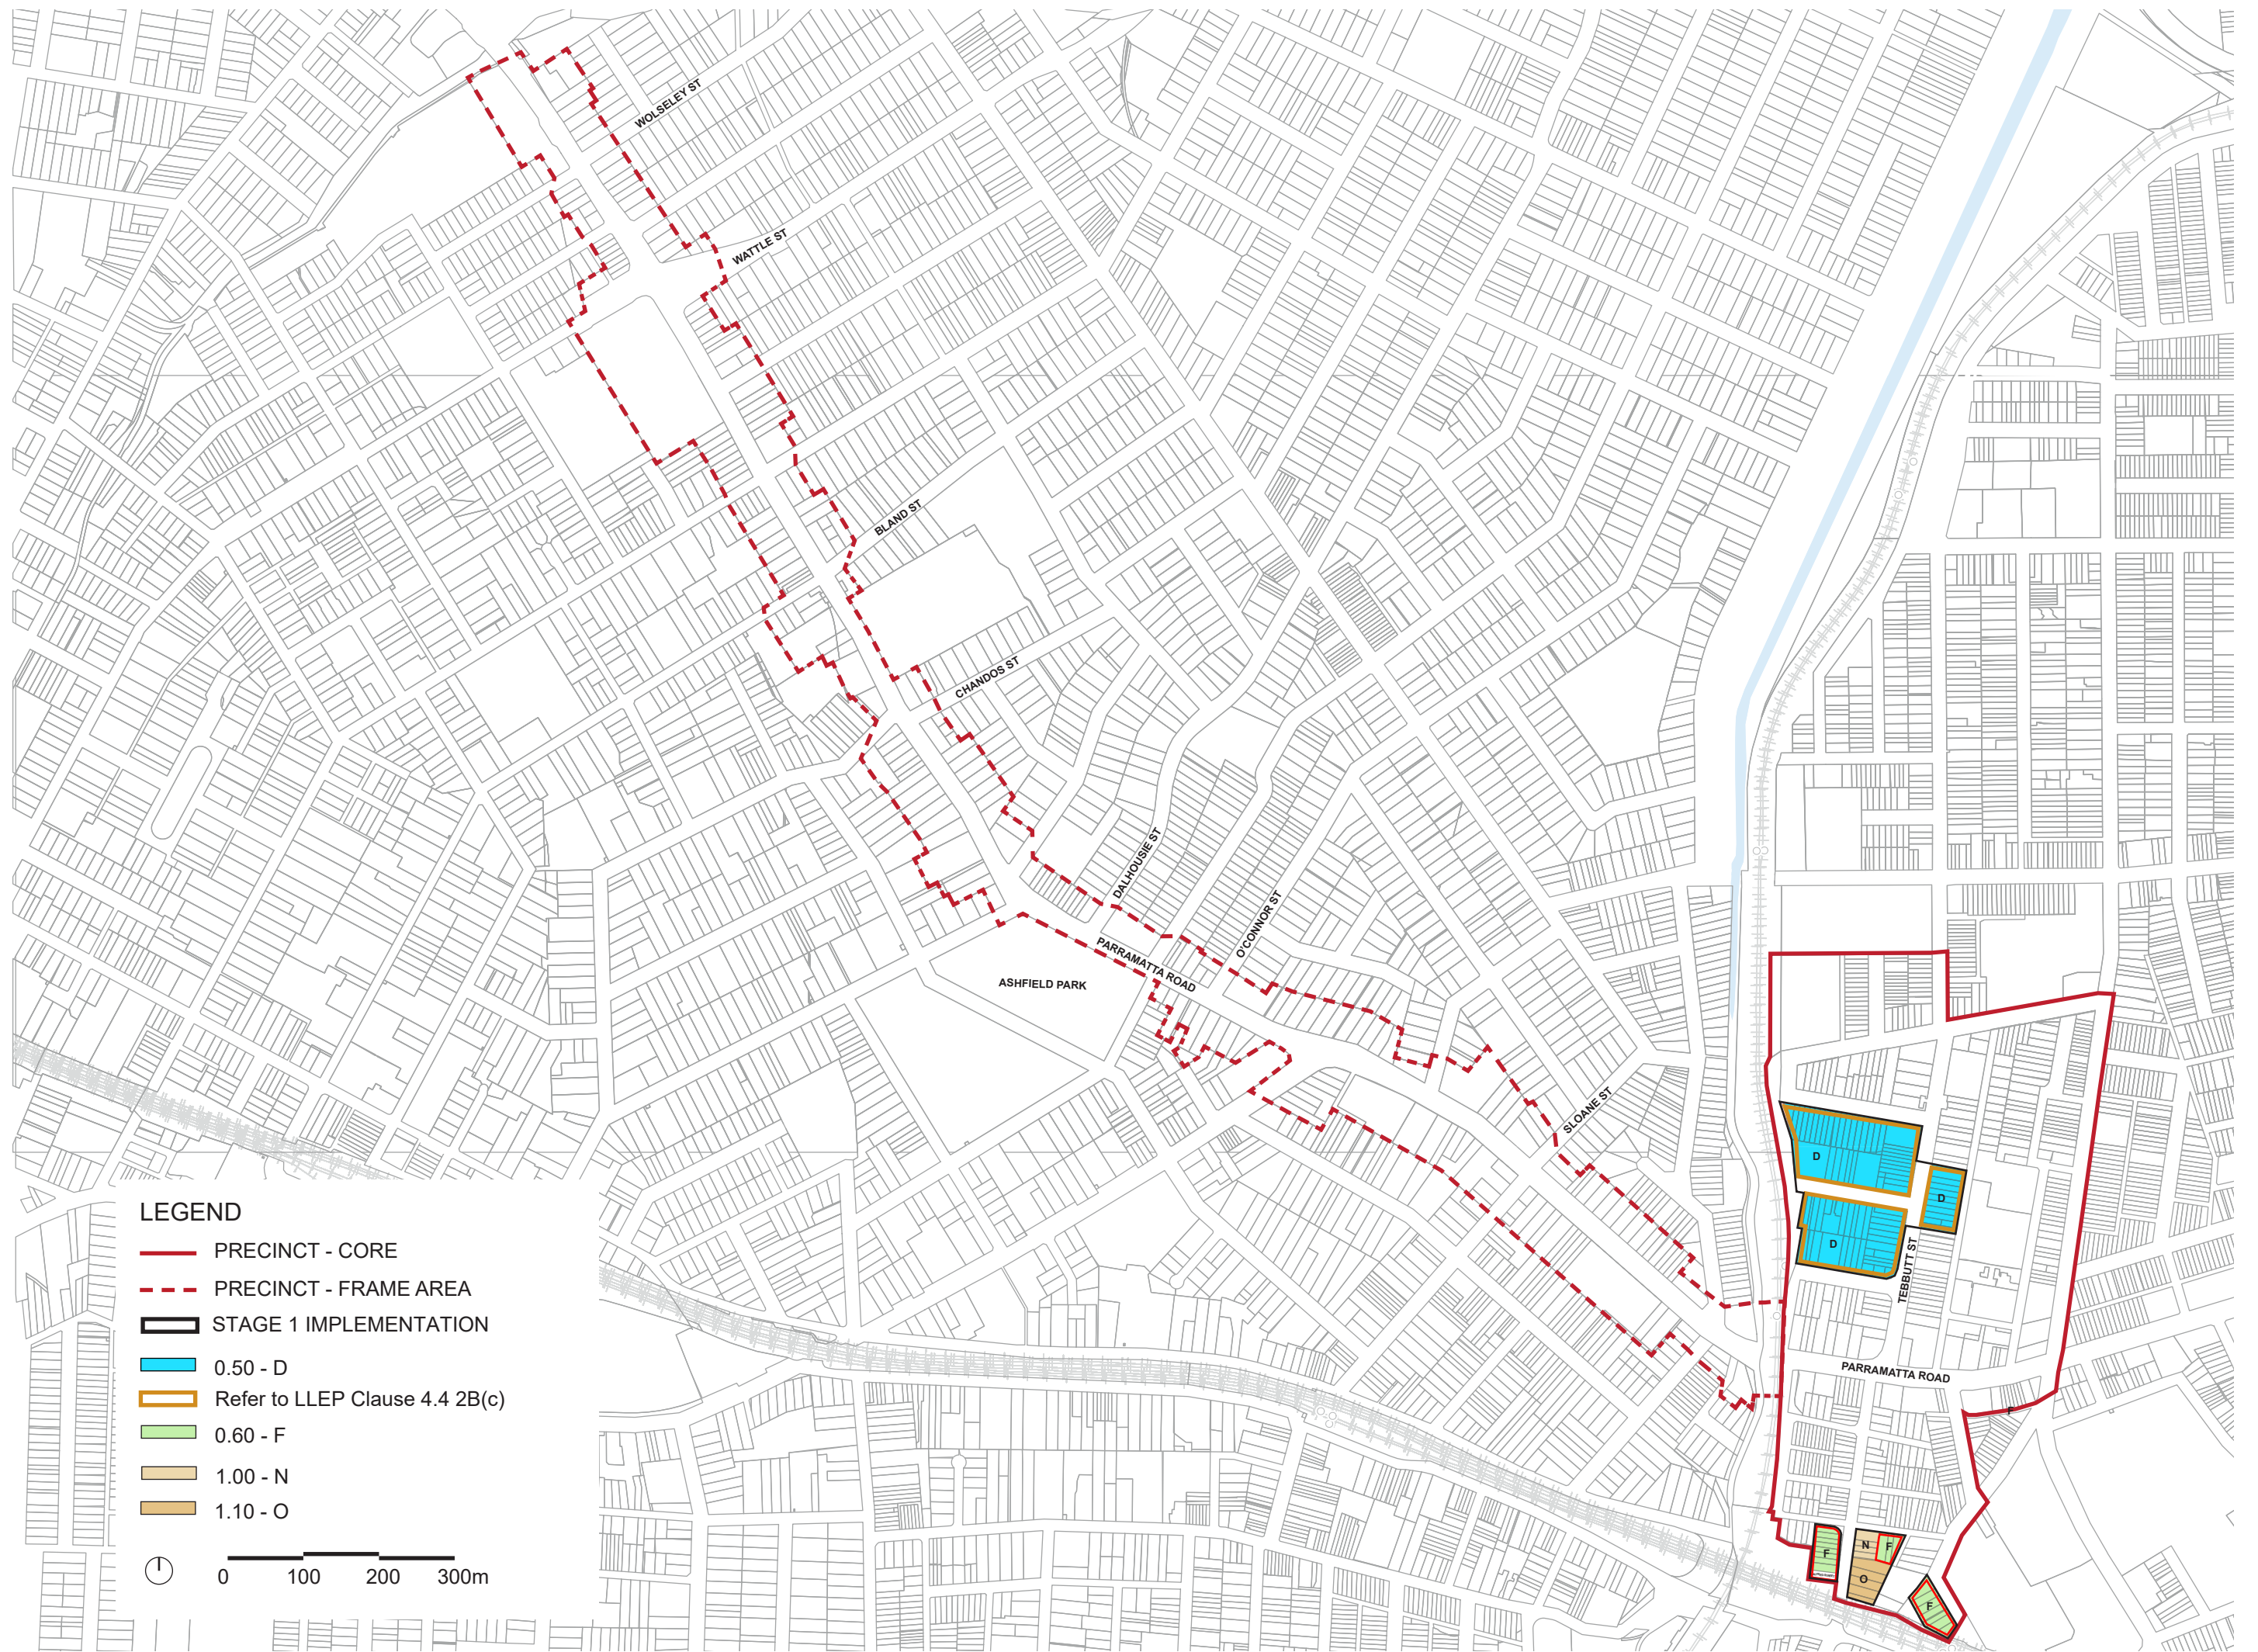 WOLSELEY ST
WATTLE ST
BLAND ST
CHANDOS ST
DALHOUSIE ST
O'CONNOR ST
PARRAMATTA ROAD
ASHFIELD PARK
SLOANE ST
D
D
D
TEBBUTT ST
PARRAMATTA ROAD
F
N
F
F
O
F
LEGEND
PRECINCT - CORE
PRECINCT - FRAME AREA
STAGE 1 IMPLEMENTATION
0.50 - D
Refer to LLEP Clause 4.4 2B(c)
0.60 - F
1.00 - N
1.10 - O
0 100 200 300m